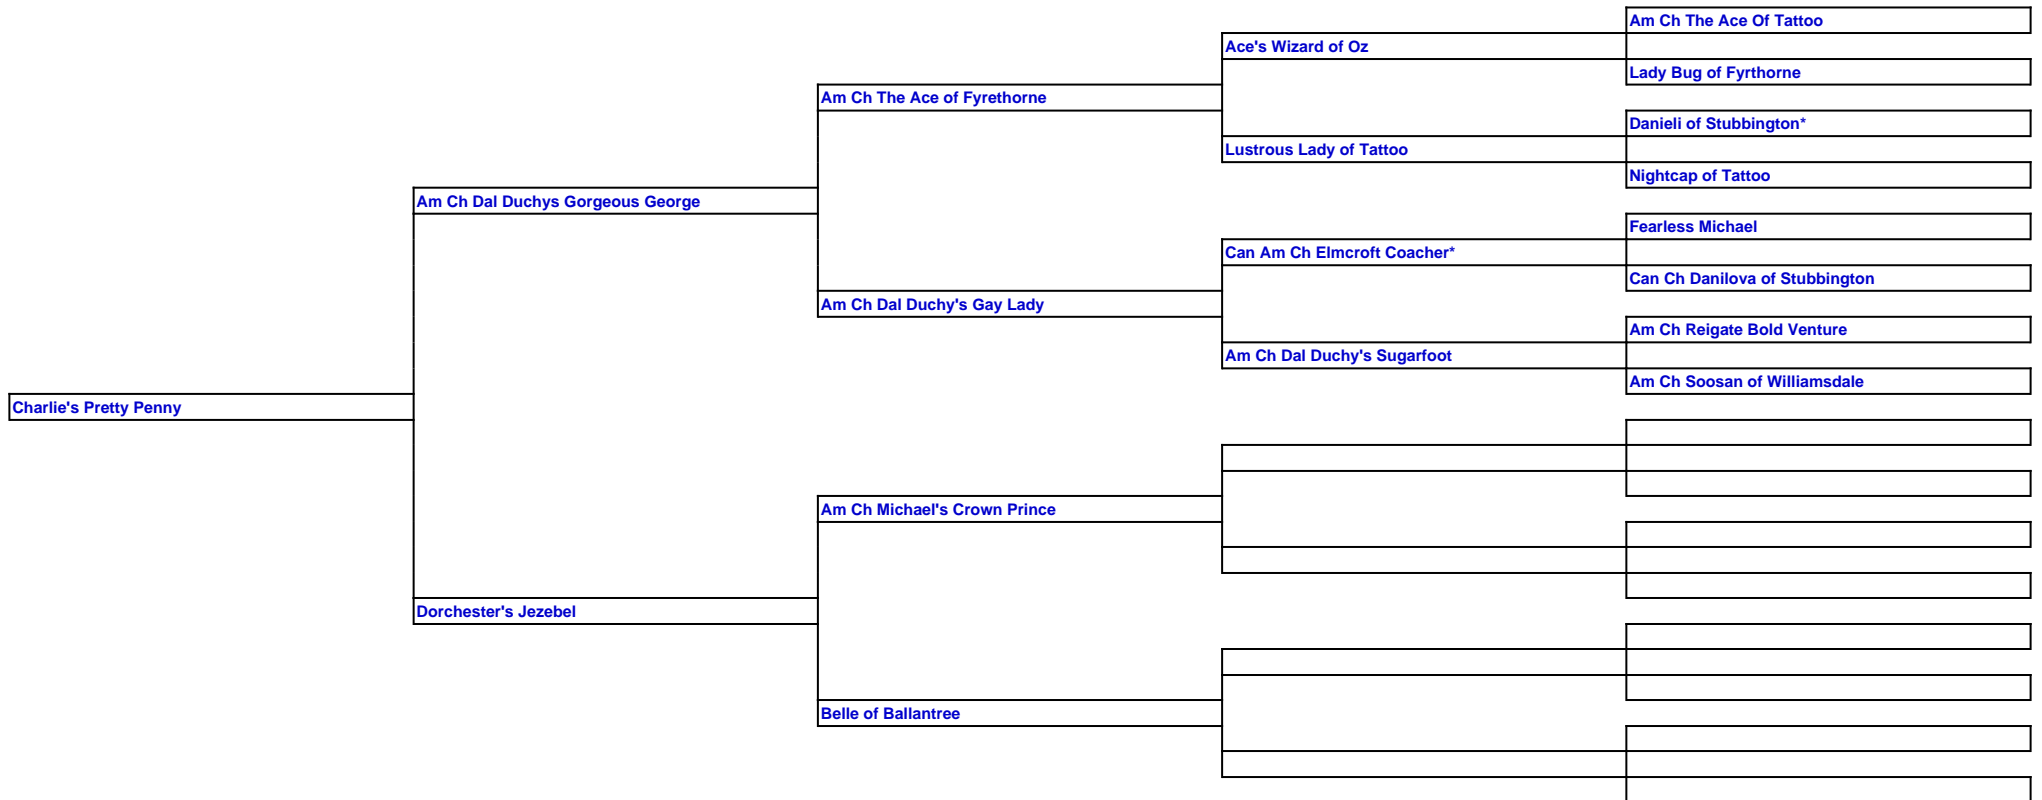 Am Ch The Ace Of Tattoo
Ace's Wizard of Oz
Lady Bug of Fyrthorne
Am Ch The Ace of Fyrethorne
Danieli of Stubbington*
Lustrous Lady of Tattoo
Nightcap of Tattoo
Am Ch Dal Duchys Gorgeous George
Fearless Michael
Can Am Ch Elmcroft Coacher*
Can Ch Danilova of Stubbington
Am Ch Dal Duchy's Gay Lady
Am Ch Reigate Bold Venture
Am Ch Dal Duchy's Sugarfoot
Am Ch Soosan of Williamsdale
Charlie's Pretty Penny
Am Ch Michael's Crown Prince
Dorchester's Jezebel
Belle of Ballantree